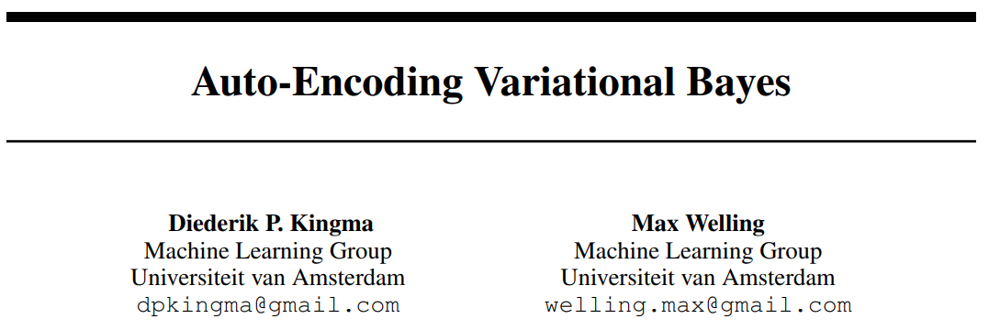 Auto-Encoding Variational Bayes
Diederik P. Kingma
Machine Learning Group
Universiteit van Amsterdam
dpkingma@gmail.com
Max Welling
Machine Learning Group
Universiteit van Amsterdam
welling.max@gmail.com